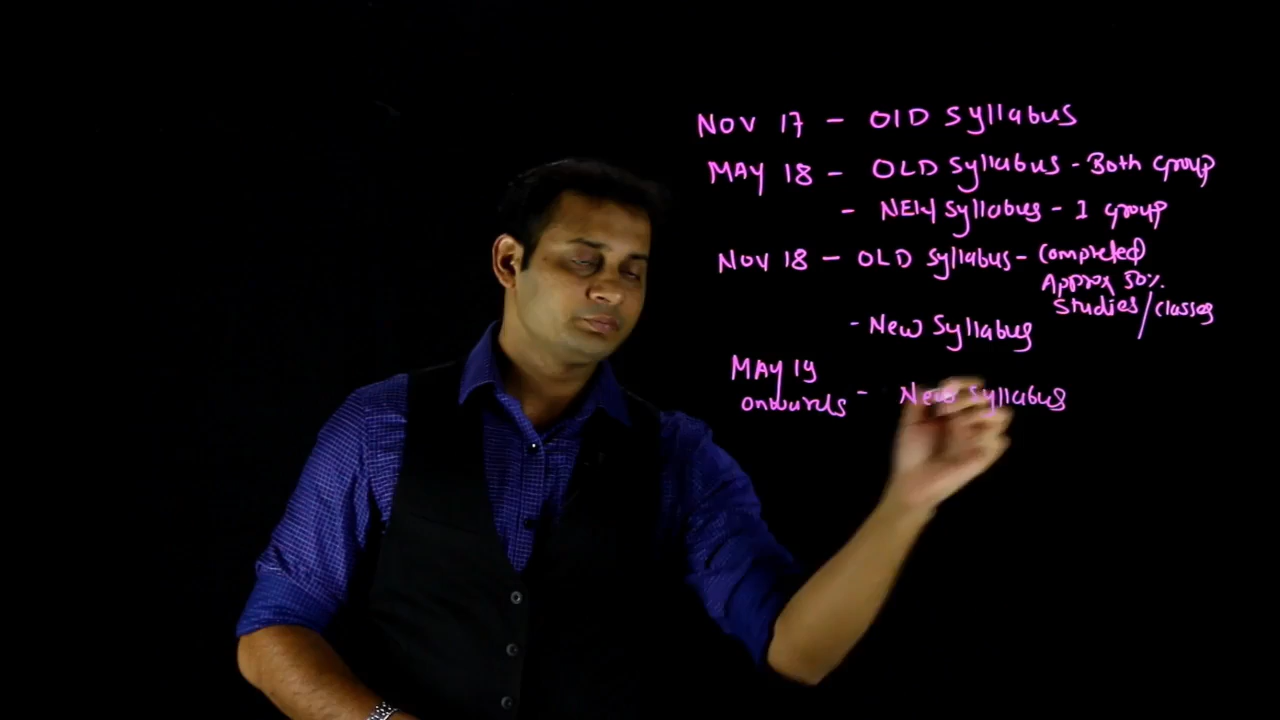 NOV 17 - OlD Syllabus
MAY 18 - OLD Syllabus - Both group
- NEW Syllabus - 1 group
NOV 18 - OLD Syllabus - Completed
Approx 50%
Studies/classes
- New Syllabus
MAY 19
onwards - New Syllabus